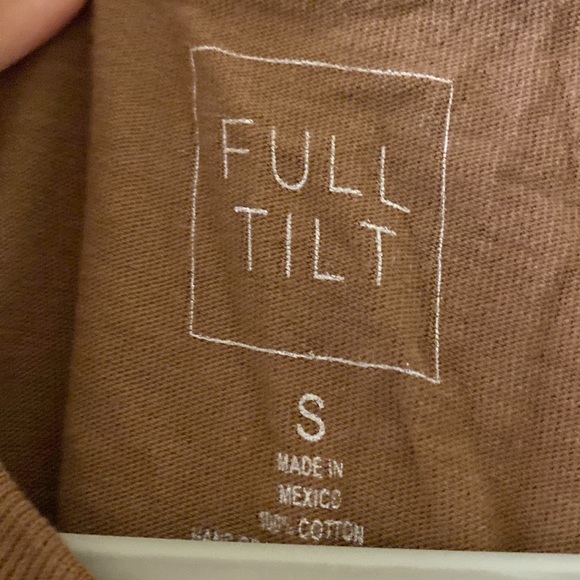 FULL
TILT
S
MADE IN
MEXICO
100% COTTON